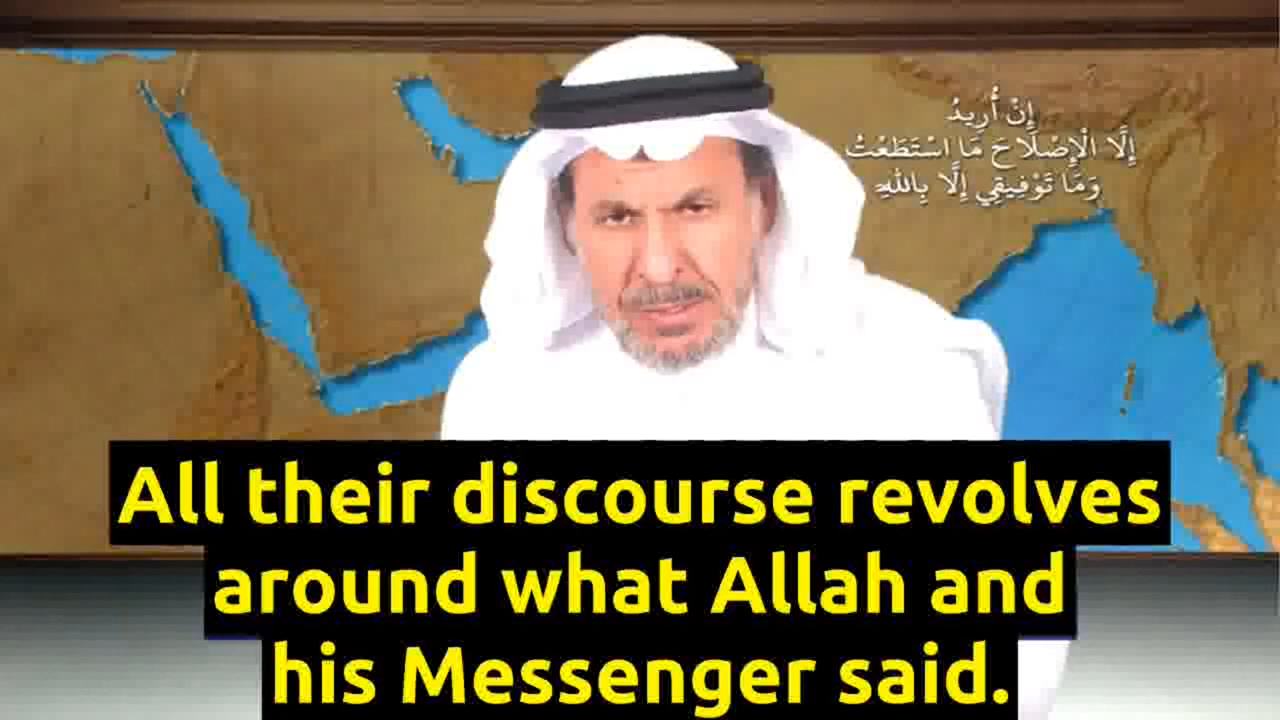 إِنْ أُرِيدُ
إِلَّا الْإِصْلَاحَ مَا اسْتَطَعْتُ
وَمَا تَوْفِيقِي إِلَّا بِاللَّهِ
All their discourse revolves
around what Allah and
his Messenger said.